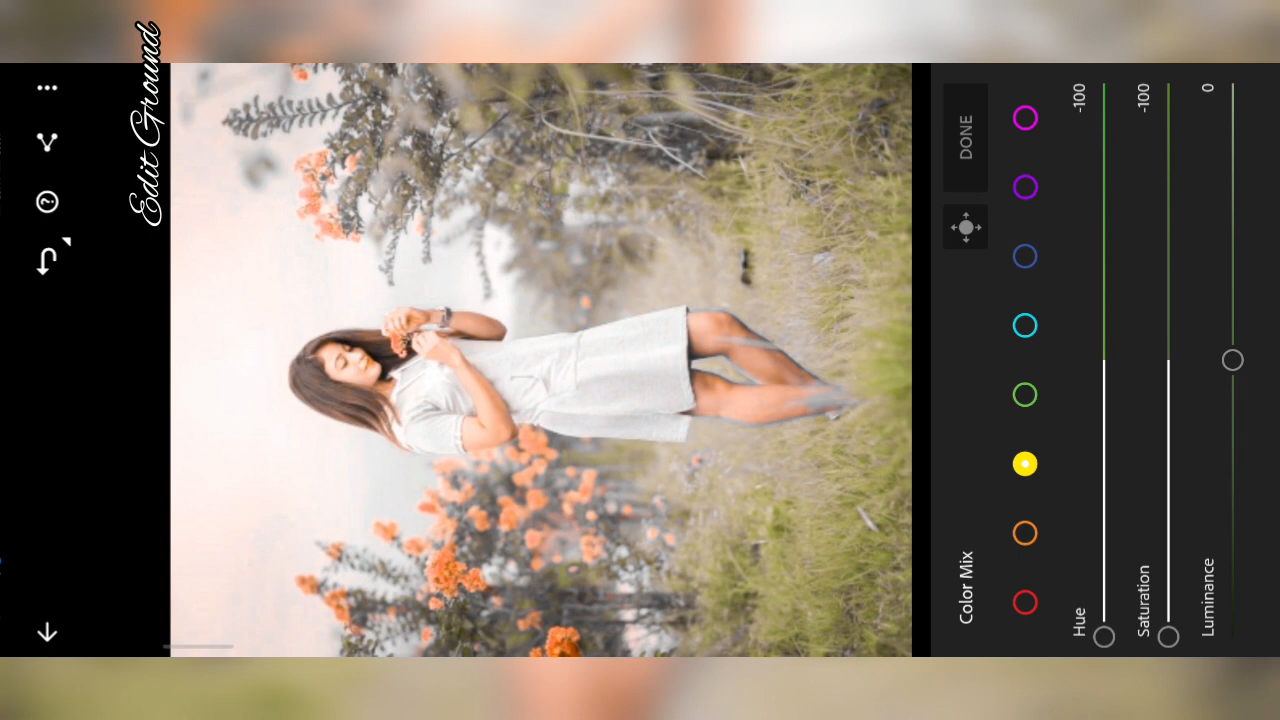 Edit Ground
DONE
Color Mix
Hue
-100
Saturation
-100
Luminance
0